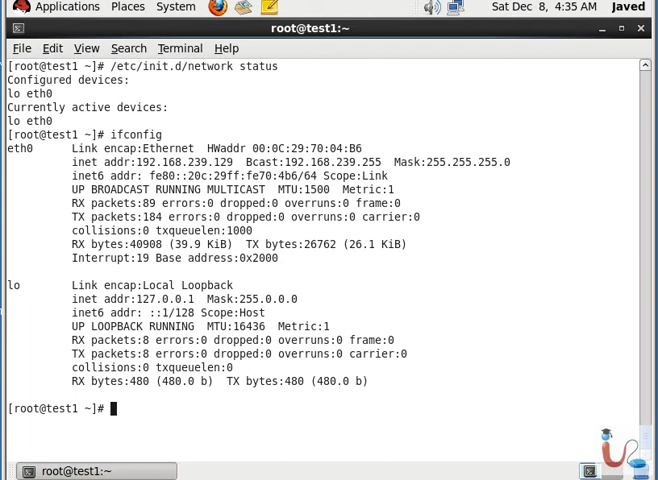 Applications Places System Sat Dec 8, 4:35 AM Javed
root@test1:~
File Edit View Search Terminal Help
[root@test1 ~]# /etc/init.d/network status
Configured devices:
lo eth0
Currently active devices:
lo eth0
[root@test1 ~]# ifconfig
eth0 Link encap:Ethernet HWaddr 00:0C:29:70:04:B6
inet addr:192.168.239.129 Bcast:192.168.239.255 Mask:255.255.255.0
inet6 addr: fe80::20c:29ff:fe70:4b6/64 Scope:Link
UP BROADCAST RUNNING MULTICAST MTU:1500 Metric:1
RX packets:89 errors:0 dropped:0 overruns:0 frame:0
TX packets:184 errors:0 dropped:0 overruns:0 carrier:0
collisions:0 txqueuelen:1000
RX bytes:40908 (39.9 KiB) TX bytes:26762 (26.1 KiB)
Interrupt:19 Base address:0x2000
lo Link encap:Local Loopback
inet addr:127.0.0.1 Mask:255.0.0.0
inet6 addr: ::1/128 Scope:Host
UP LOOPBACK RUNNING MTU:16436 Metric:1
RX packets:8 errors:0 dropped:0 overruns:0 frame:0
TX packets:8 errors:0 dropped:0 overruns:0 carrier:0
collisions:0 txqueuelen:0
RX bytes:480 (480.0 b) TX bytes:480 (480.0 b)
[root@test1 ~]#
root@test1:~